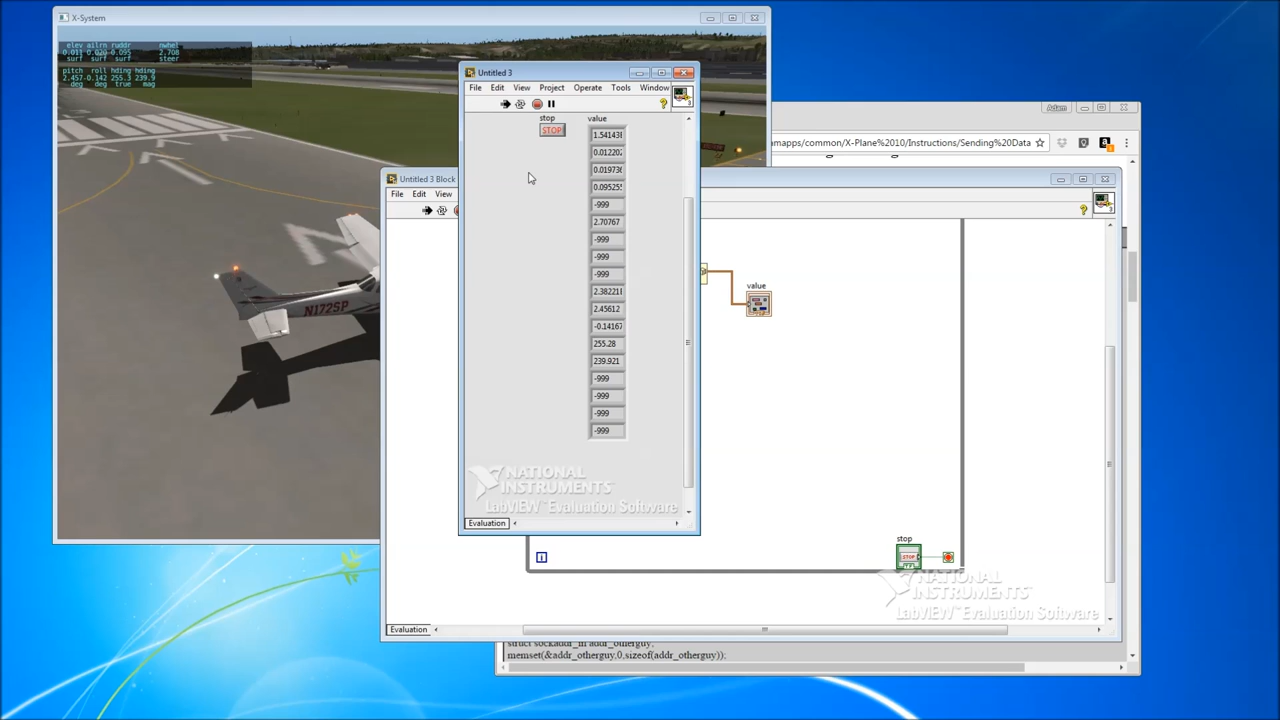 X-System
elev ailrn ruddr nwhel
0.011 0.020-0.095 2.708
surf surf surf steer
pitch roll hding hding
2.457-0.142 255.3 239.9
deg deg true mag
N172SP
Untitled 3
File Edit View Project Operate Tools Window
stop
STOP
value
1.541438
0.012202
0.019736
0.095255
-999
2.70767
-999
-999
-999
2.382218
2.45612
-0.14167
255.28
239.921
-999
-999
-999
-999
NATIONAL
INSTRUMENTS
LabVIEW™ Evaluation Software
Evaluation
Adam
amapps/common/X-Plane%2010/Instructions/Sending%20Data
Untitled 3 Block
File Edit View
value
i
stop
STOP
NATIONAL
INSTRUMENTS
LabVIEW™ Evaluation Software
Evaluation
struct sockaddr_in addr_otherguy;
memset(&addr_otherguy,0,sizeof(addr_otherguy));